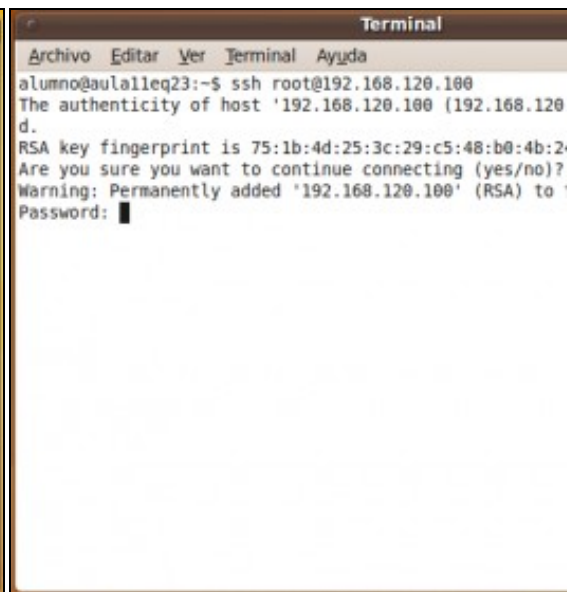 Terminal
Archivo Editar Ver Terminal Ayuda
alumno@aula11eq23:~$ ssh root@192.168.120.100
The authenticity of host '192.168.120.100 (192.168.120
d.
RSA key fingerprint is 75:1b:4d:25:3c:29:c5:48:b0:4b:24
Are you sure you want to continue connecting (yes/no)?
Warning: Permanently added '192.168.120.100' (RSA) to
Password: